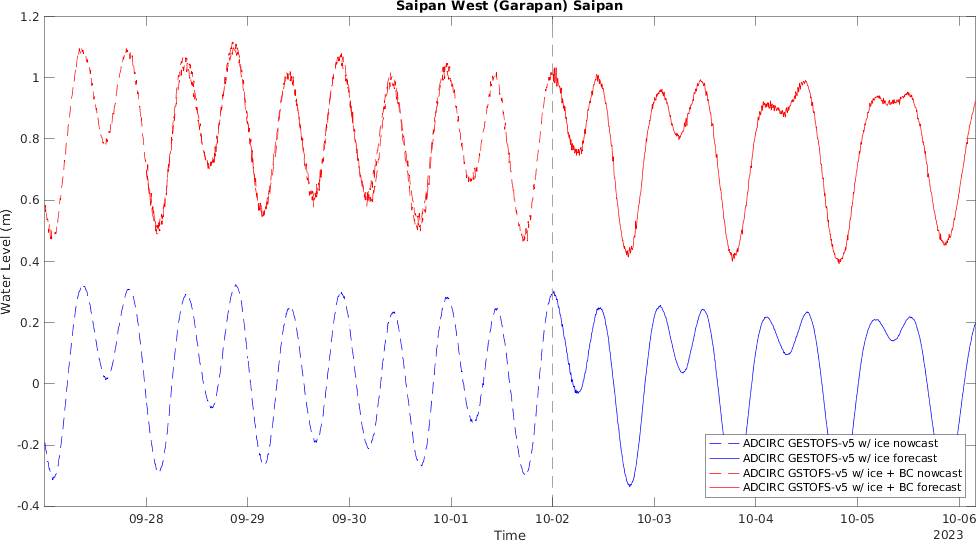 Saipan West (Garapan) Saipan
1.2
1
0.8
0.6
0.4
0.2
0
-0.2
-0.4
Water Level (m)
ADCIRC GESTOFS-v5 w/ ice nowcast
ADCIRC GESTOFS-v5 w/ ice forecast
ADCIRC GSTOFS-v5 w/ ice + BC nowcast
ADCIRC GSTOFS-v5 w/ ice + BC forecast
09-28 09-29 09-30 10-01 10-02 10-03 10-04 10-05 10-06
Time
2023